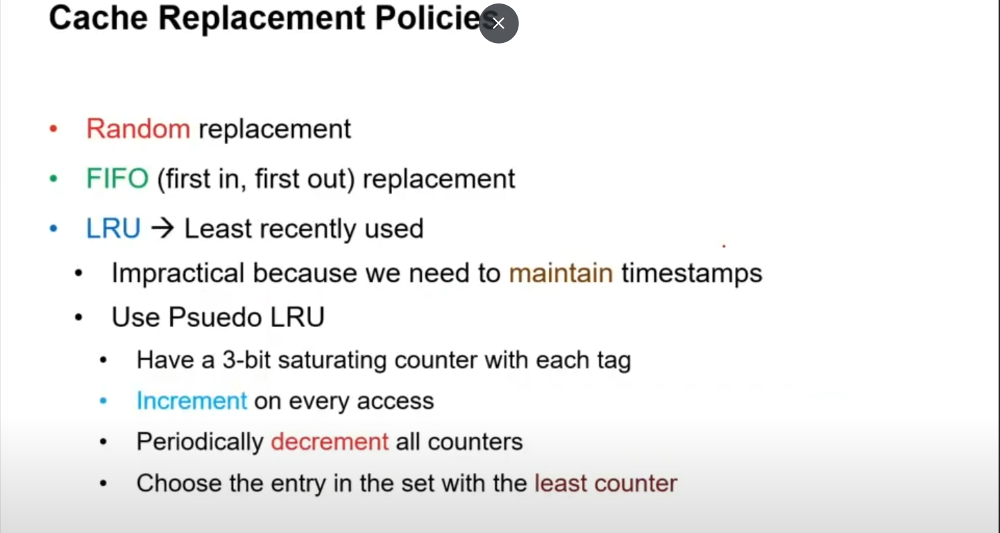 Cache Replacement Policies
• Random replacement
• FIFO (first in, first out) replacement
• LRU → Least recently used
• Impractical because we need to maintain timestamps
• Use Psuedo LRU
• Have a 3-bit saturating counter with each tag
• Increment on every access
• Periodically decrement all counters
• Choose the entry in the set with the least counter